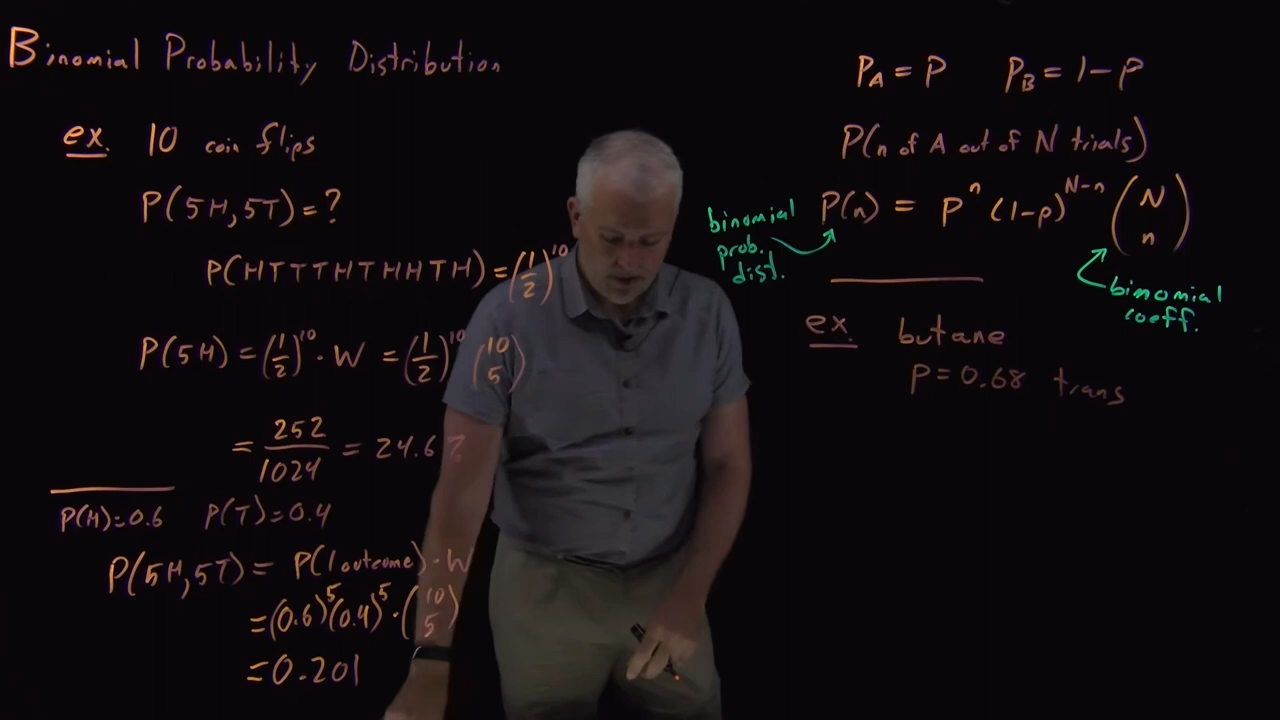 Binomial Probability Distribution
ex. 10 coin flips
P(5H,5T)=?
P(HTTTHTHHTH)=(1/2)^10
P(5H)=(1/2)^10 · W =(1/2)^10 (10 5)
= 252/1024 = 24.6%
P(H)=0.6 P(T)=0.4
P(5H,5T)= P(1 outcome)·W
=(0.6)^5(0.4)^5·(10 5)
=0.201
P_A = P P_B = 1-P
P(n of A out of N trials)
P(n) = P^n (1-P)^N-n (N n)
binomial
prob.
dist.
binomial
coeff.
ex. butane
P=0.68 trans